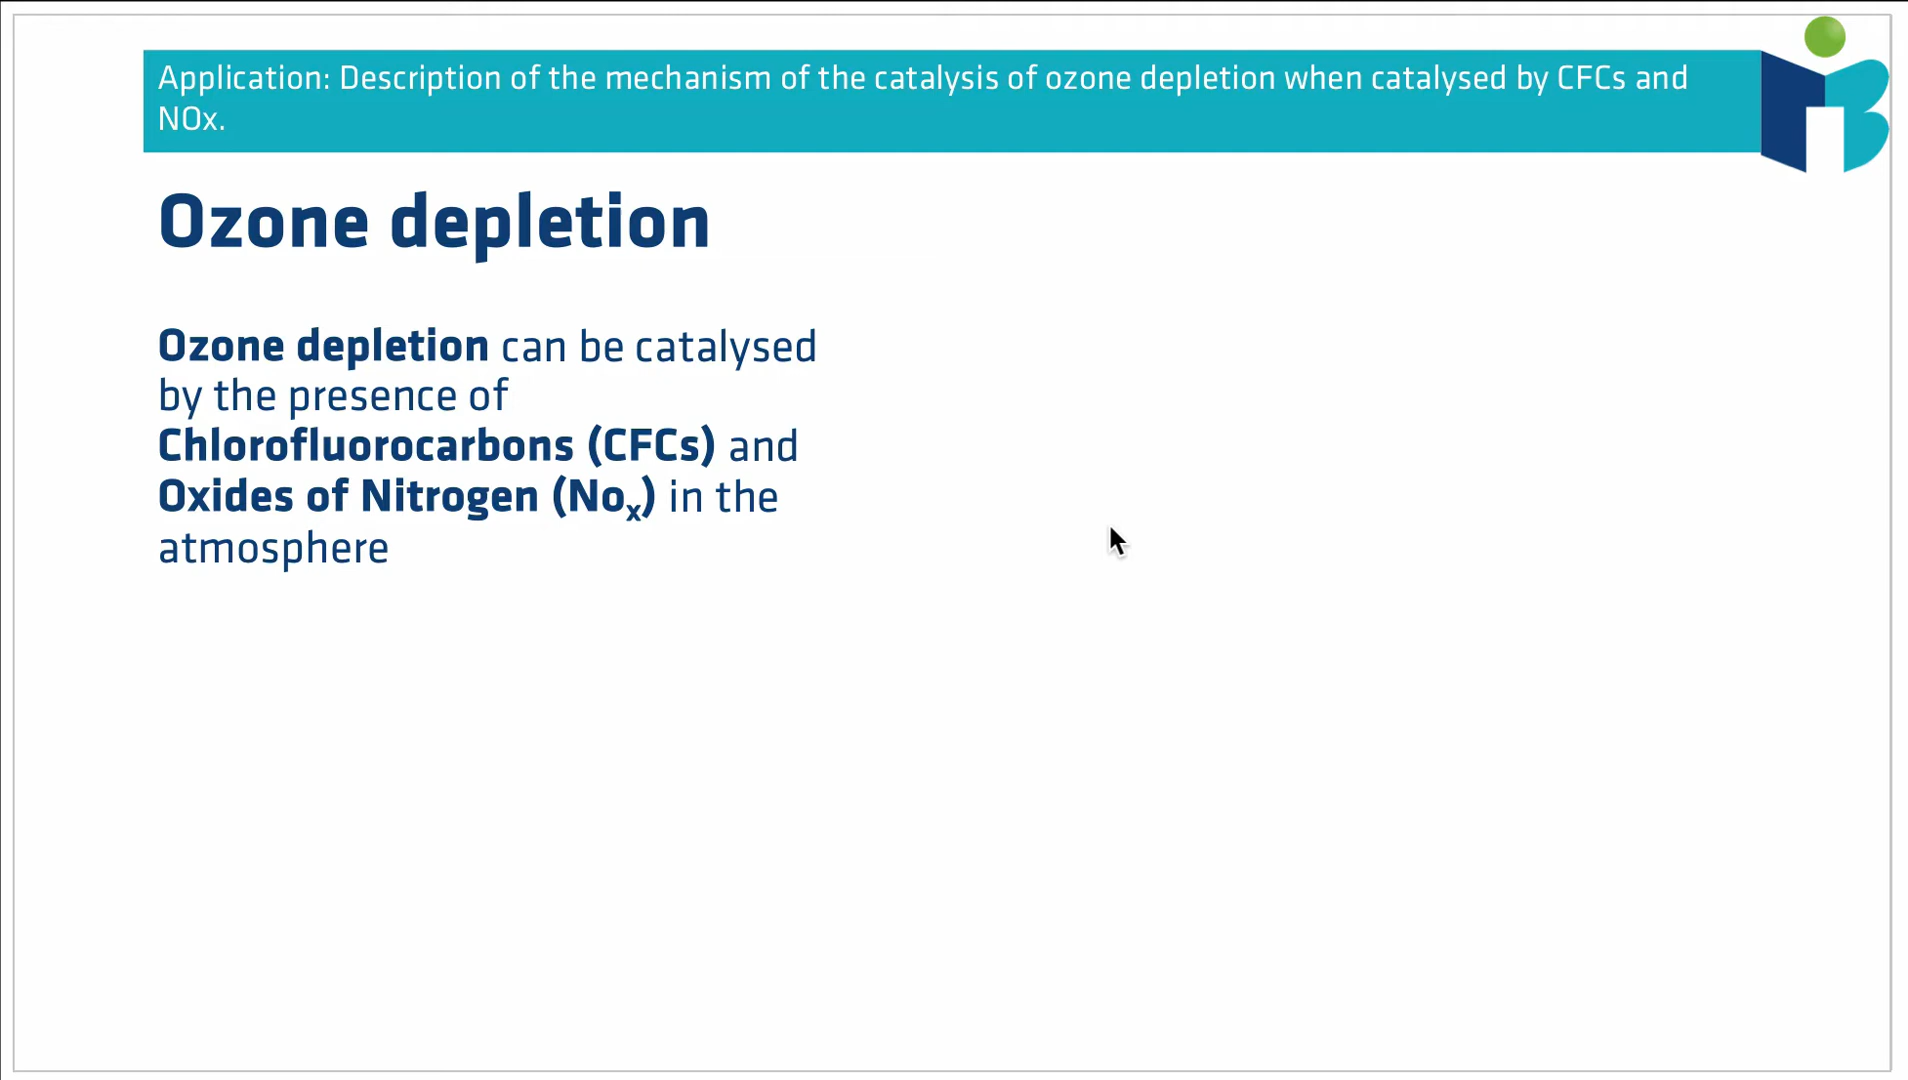 Application: Description of the mechanism of the catalysis of ozone depletion when catalysed by CFCs and
NOx.
Ozone depletion
Ozone depletion can be catalysed
by the presence of
Chlorofluorocarbons (CFCs) and
Oxides of Nitrogen (Noₓ) in the
atmosphere